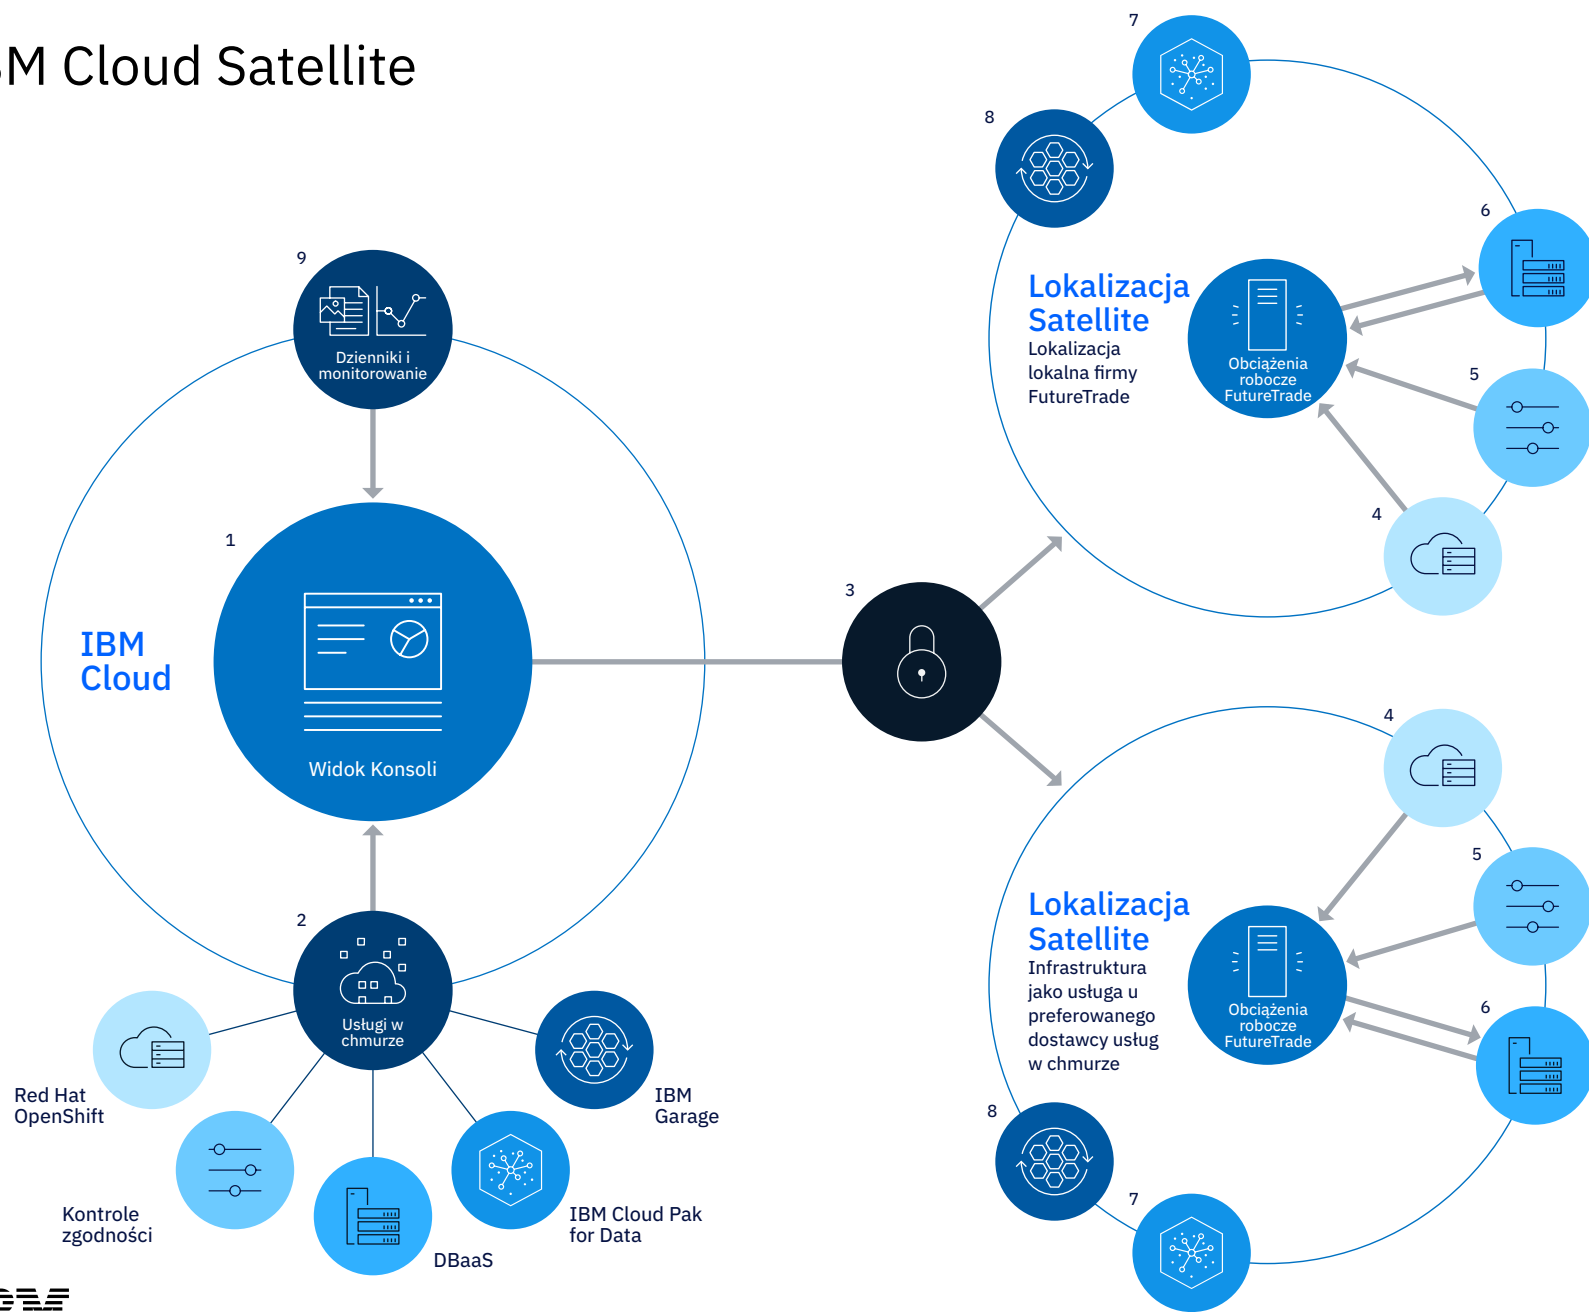 M Cloud Satellite
9
Dzienniki i
monitorowanie
1
IBM
Cloud
Widok Konsoli
2
Usługi w
chmurze
Red Hat
OpenShift
Kontrole
zgodności
DBaaS
IBM Cloud Pak
for Data
IBM
Garage
3
7
8
6
Lokalizacja
Satellite
Lokalizacja
lokalna firmy
FutureTrade
Obciążenia
robocze
FutureTrade
5
4
4
5
Lokalizacja
Satellite
Infrastruktura
jako usługa u
preferowanego
dostawcy usług
w chmurze
Obciążenia
robocze
FutureTrade
6
8
7